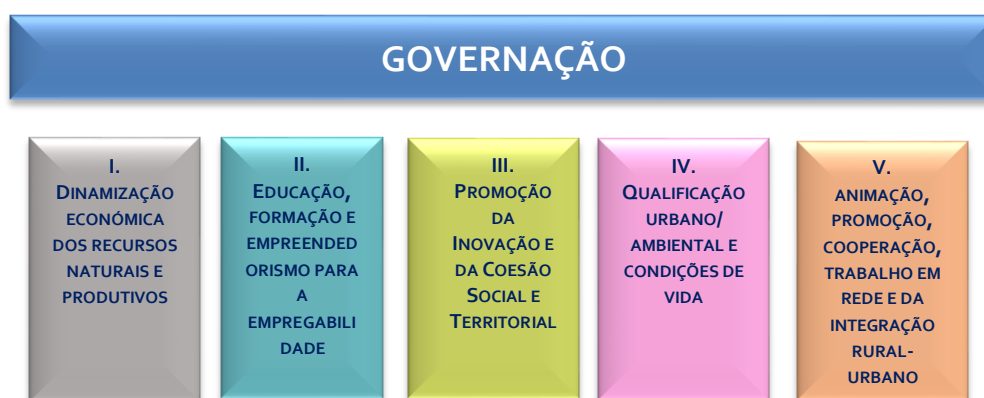 GOVERNAÇÃO
I.
DINAMIZAÇÃO
ECONÓMICA
DOS RECURSOS
NATURAIS E
PRODUTIVOS
II.
EDUCAÇÃO,
FORMAÇÃO E
EMPREENDED
ORISMO PARA
A
EMPREGABILI
DADE
III.
PROMOÇÃO
DA
INOVAÇÃO E
DA COESÃO
SOCIAL E
TERRITORIAL
IV.
QUALIFICAÇÃO
URBANO/
AMBIENTAL E
CONDIÇÕES DE
VIDA
V.
ANIMAÇÃO,
PROMOÇÃO,
COOPERAÇÃO,
TRABALHO EM
REDE E DA
INTEGRAÇÃO
RURAL-
URBANO